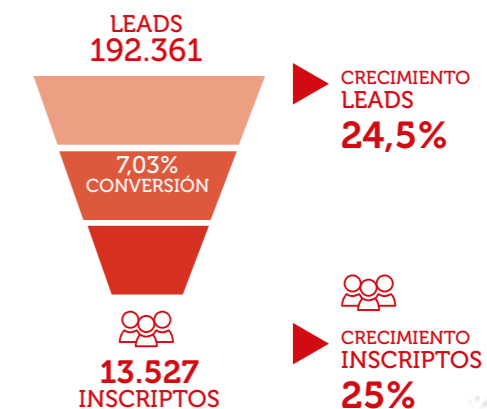 LEADS
192.361
7,03%
CONVERSIÓN
13.527
INSCRIPTOS
CRECIMIENTO
LEADS
24,5%
CRECIMIENTO
INSCRIPTOS
25%